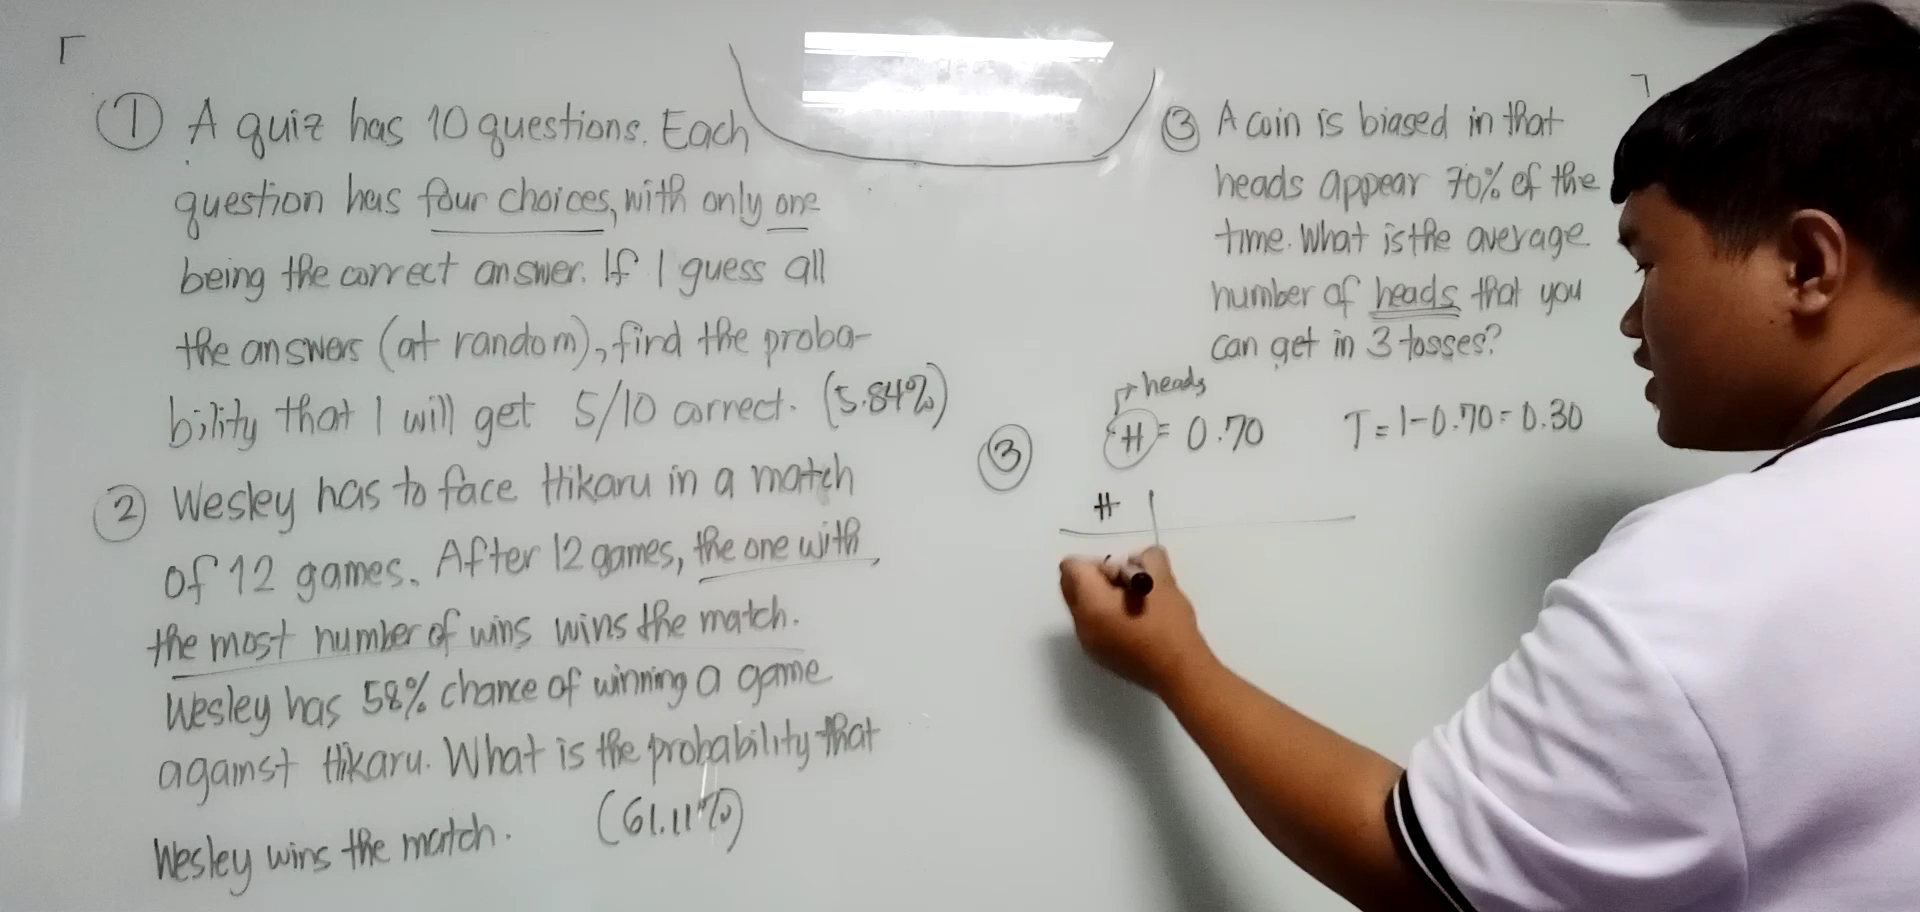 ① A quiz has 10 questions. Each
question has four choices, with only one
being the correct answer. If I guess all
the answers (at random), find the proba-
bility that I will get 5/10 correct. (5.84%)
② Wesley has to face Hikaru in a match
of 12 games. After 12 games, the one with
the most number of wins wins the match.
Wesley has 58% chance of winning a game
against Hikaru. What is the probability that
Wesley wins the match. (61.11%)
③ A coin is biased in that
heads appear 70% of the
time. What is the average
number of heads that you
can get in 3 tosses?
→ heads
③ H = 0.70 T = 1-0.70 = 0.30
H